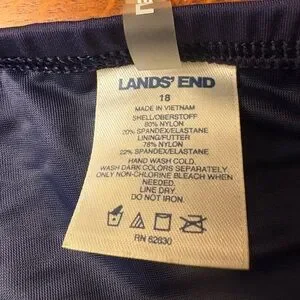 LANDS' END
18
MADE IN VIETNAM
SHELL/OBERSTOFF
80% NYLON
20% SPANDEX/ELASTANE
LINING/FUTTER
78% NYLON
22% SPANDEX/ELASTANE
HAND WASH COLD.
WASH DARK COLORS SEPARATELY.
ONLY NON-CHLORINE BLEACH WHEN
NEEDED.
LINE DRY.
DO NOT IRON.
RN 62830